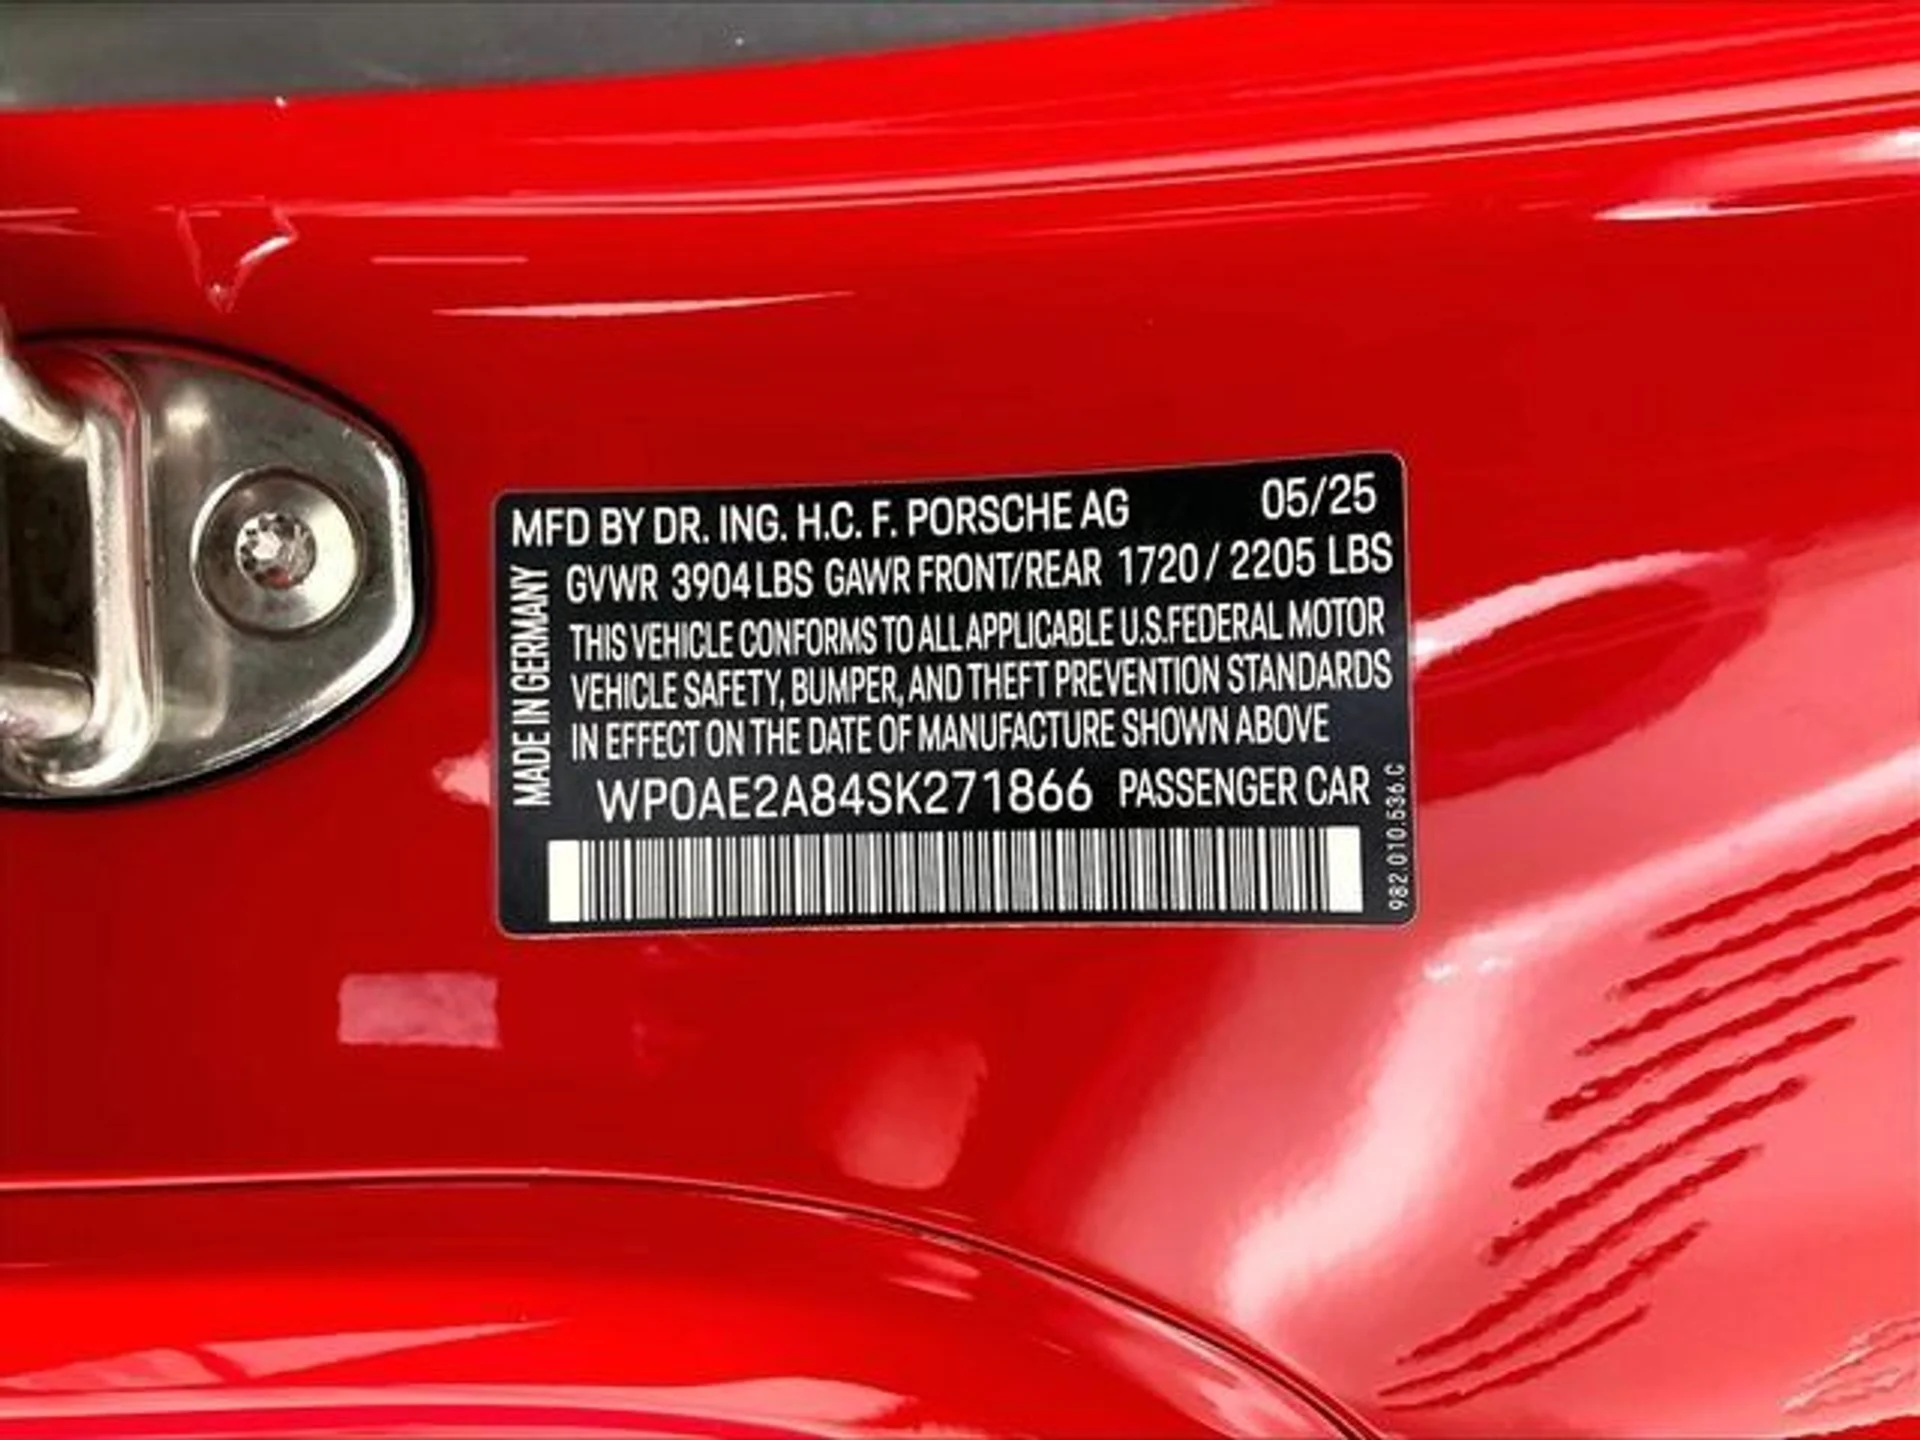 MFD BY DR. ING. H.C. F. PORSCHE AG 05/25
GVWR 3904 LBS GAWR FRONT/REAR 1720 / 2205 LBS
THIS VEHICLE CONFORMS TO ALL APPLICABLE U.S.FEDERAL MOTOR
VEHICLE SAFETY, BUMPER, AND THEFT PREVENTION STANDARDS
IN EFFECT ON THE DATE OF MANUFACTURE SHOWN ABOVE
WP0AE2A84SK271866 PASSENGER CAR
MADE IN GERMANY
982.010.536.C